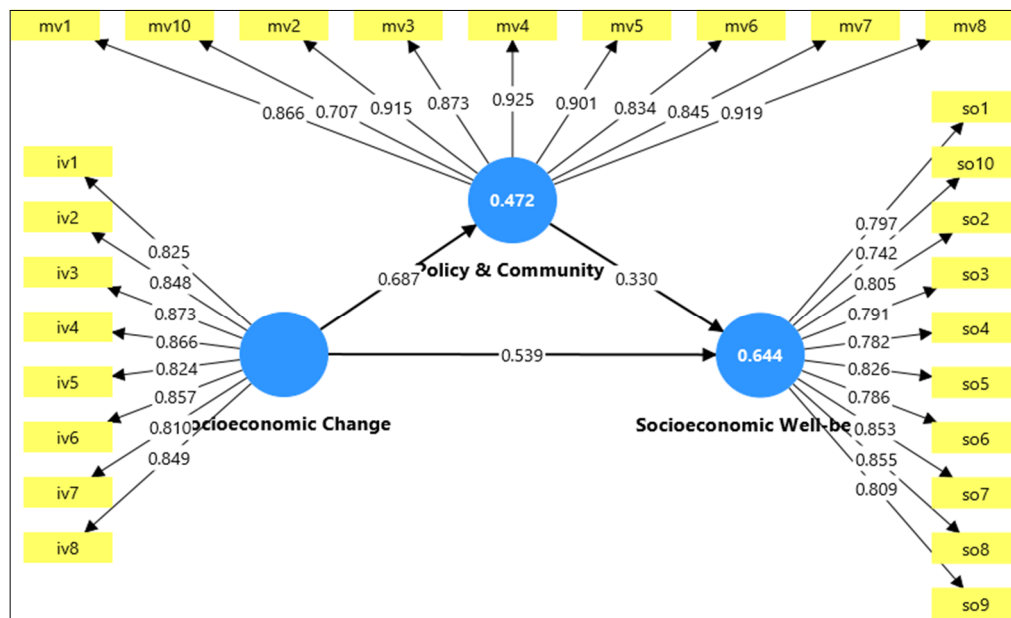 mv1 mv10 mv2 mv3 mv4 mv5 mv6 mv7 mv8
0.866 0.707 0.915 0.873 0.925 0.901 0.834 0.845 0.919
iv1
iv2
iv3
iv4
iv5
iv6
iv7
iv8
0.825
0.848
0.873
0.866
0.824
0.857
0.810
0.849
0.472
olicy & Community
0.687
0.330
0.539
ocioeconomic Change
0.644
Socioeconomic Well-be
0.797
0.742
0.805
0.791
0.782
0.826
0.786
0.853
0.855
0.809
so1
so10
so2
so3
so4
so5
so6
so7
so8
so9